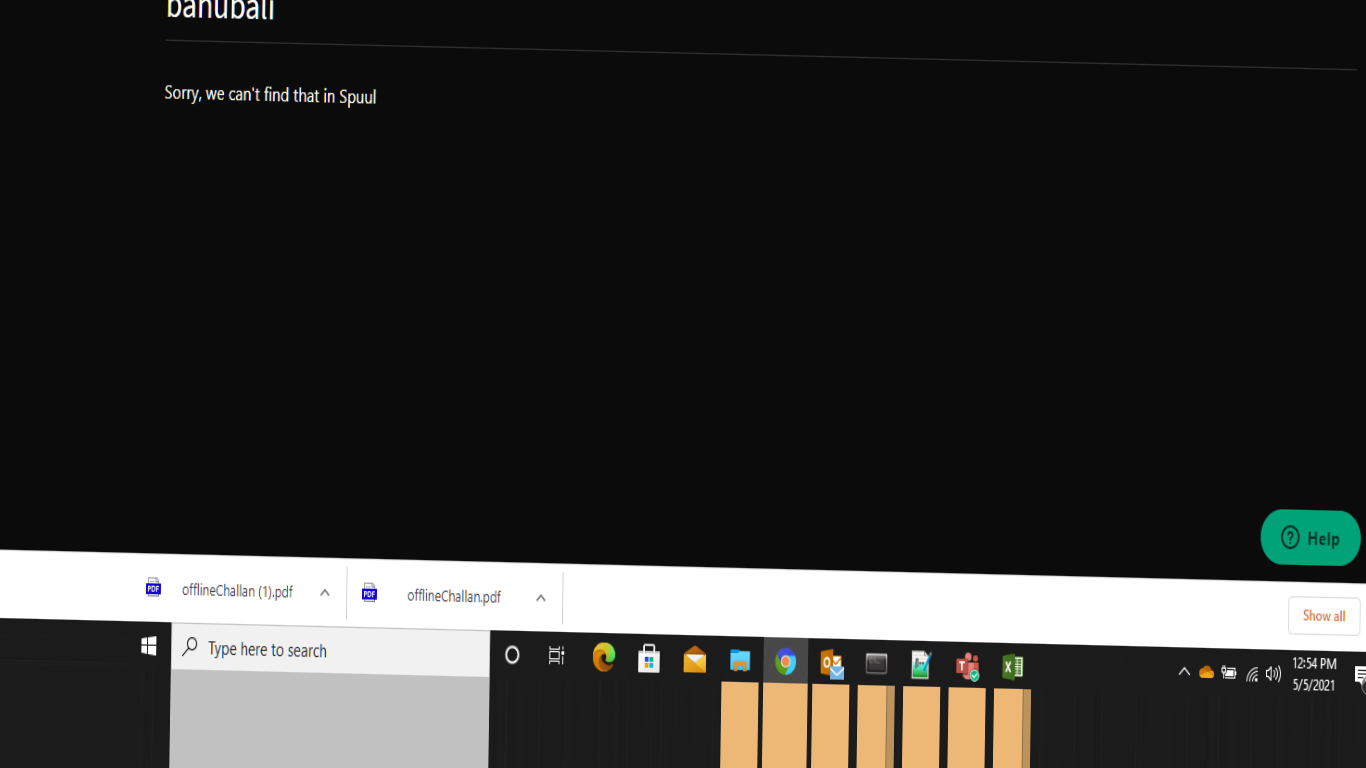 bahubali
Sorry, we can't find that in Spuul
Help
offlineChallan (1).pdf
offlineChallan.pdf
Show all
Type here to search
12:54 PM
5/5/2021